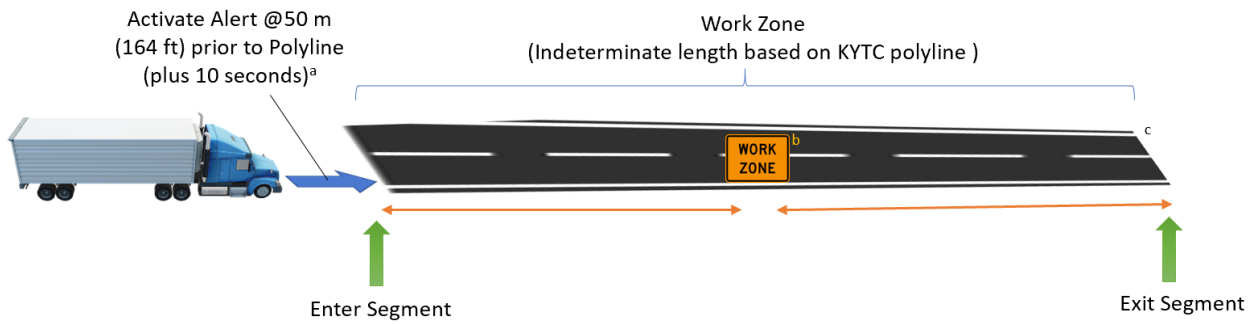 Activate Alert @50 m
(164 ft) prior to Polyline
(plus 10 seconds)ᵃ
Work Zone
(Indeterminate length based on KYTC polyline )
WORK
ZONE
b
c
Enter Segment
Exit Segment